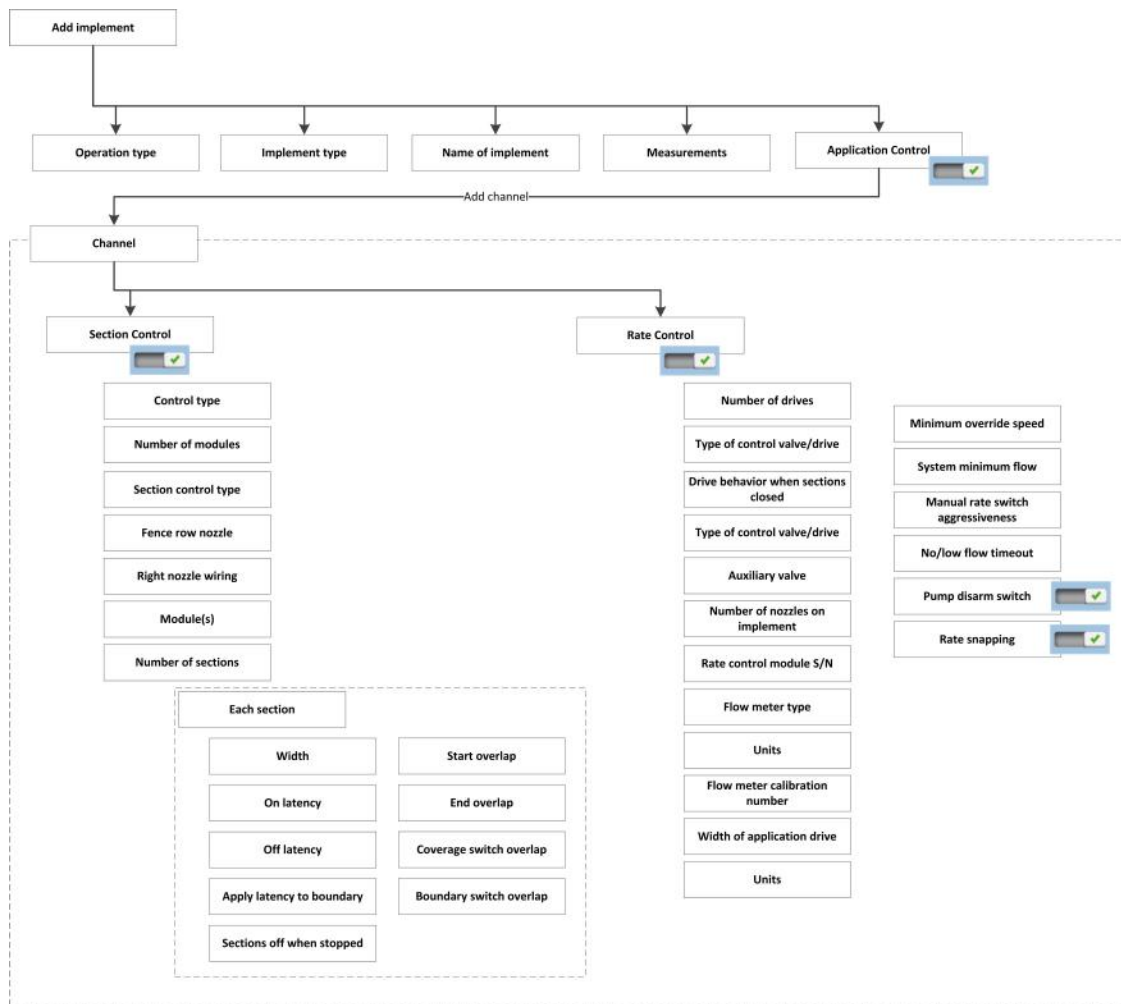 Add implement
Operation type
Implement type
Name of implement
Measurements
Application Control
Add channel
Channel
Section Control
Rate Control
Control type
Number of modules
Section control type
Fence row nozzle
Right nozzle wiring
Module(s)
Number of sections
Each section
Width
On latency
Off latency
Apply latency to boundary
Sections off when stopped
Start overlap
End overlap
Coverage switch overlap
Boundary switch overlap
Number of drives
Type of control valve/drive
Drive behavior when sections
closed
Type of control valve/drive
Auxiliary valve
Number of nozzles on
implement
Rate control module S/N
Flow meter type
Units
Flow meter calibration
number
Width of application drive
Units
Minimum override speed
System minimum flow
Manual rate switch
aggressiveness
No/low flow timeout
Pump disarm switch
Rate snapping